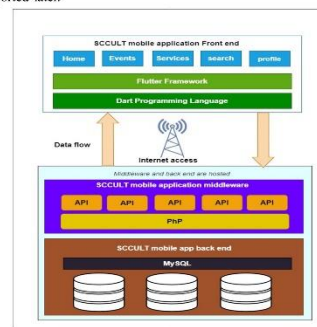 SCCULT mobile application Front end
Home Events Services search profile
Flutter Framework
Dart Programming Language
Data flow
Internet access
Middleware and back end are hosted
SCCULT mobile application middleware
API API API API API
PhP
SCCULT mobile app back end
MySQL